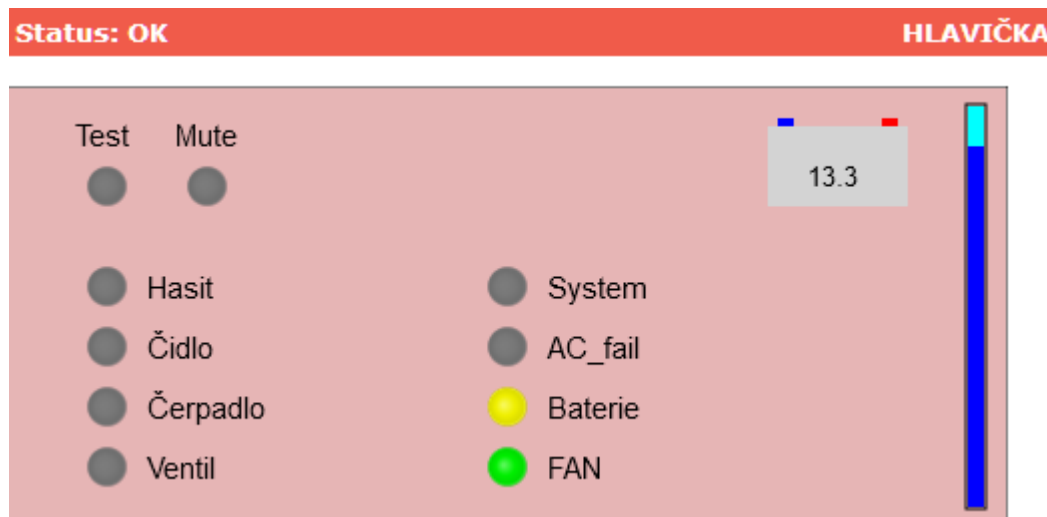 Status: OK HLAVIČKA
Test Mute
13.3
Hasit System
Čidlo AC_fail
Čerpadlo Baterie
Ventil FAN